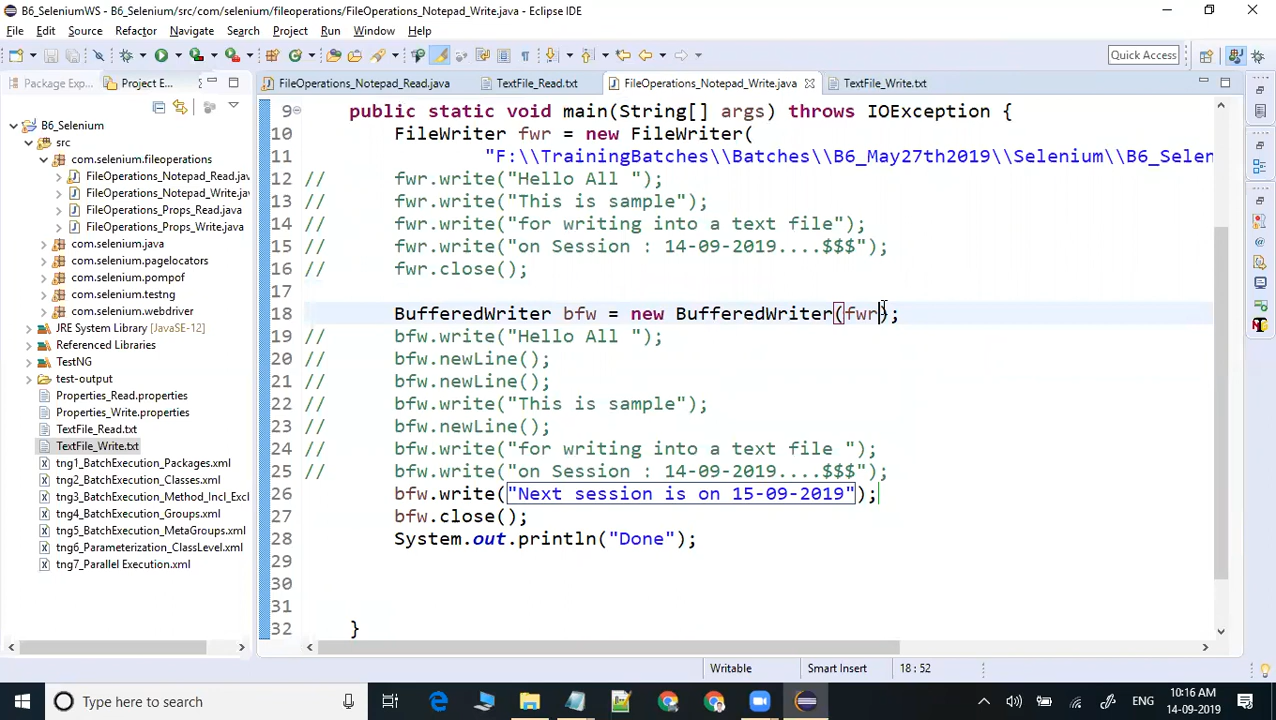 B6_SeleniumWS - B6_Selenium/src/com/selenium/fileoperations/FileOperations_Notepad_Write.java - Eclipse IDE
File Edit Source Refactor Navigate Search Project Run Window Help
Quick Access
Package Exp... Project E...
FileOperations_Notepad_Read.java TextFile_Read.txt FileOperations_Notepad_Write.java TextFile_Write.txt
B6_Selenium
src
com.selenium.fileoperations
FileOperations_Notepad_Read.jav
FileOperations_Notepad_Write.jav
FileOperations_Props_Read.java
FileOperations_Props_Write.java
com.selenium.java
com.selenium.pagelocators
com.selenium.pompof
com.selenium.testng
com.selenium.webdriver
JRE System Library [JavaSE-12]
Referenced Libraries
TestNG
test-output
Properties_Read.properties
Properties_Write.properties
TextFile_Read.txt
TextFile_Write.txt
tng1_BatchExecution_Packages.xml
tng2_BatchExecution_Classes.xml
tng3_BatchExecution_Method_Incl_Excl
tng4_BatchExecution_Groups.xml
tng5_BatchExecution_MetaGroups.xml
tng6_Parameterization_ClassLevel.xml
tng7_Parallel Execution.xml
9 public static void main(String[] args) throws IOException {
10 FileWriter fwr = new FileWriter(
11 "F:\\TrainingBatches\\Batches\\B6_May27th2019\\Selenium\\B6_Selen
12 // fwr.write("Hello All ");
13 // fwr.write("This is sample");
14 // fwr.write("for writing into a text file");
15 // fwr.write("on Session : 14-09-2019....$$$");
16 // fwr.close();
17
18 BufferedWriter bfw = new BufferedWriter(fwr);
19 // bfw.write("Hello All ");
20 // bfw.newLine();
21 // bfw.newLine();
22 // bfw.write("This is sample");
23 // bfw.newLine();
24 // bfw.write("for writing into a text file ");
25 // bfw.write("on Session : 14-09-2019....$$$");
26 bfw.write("Next session is on 15-09-2019");
27 bfw.close();
28 System.out.println("Done");
29
30
31
32 }
Writable Smart Insert 18 : 52
Type here to search
ENG
10:16 AM
14-09-2019